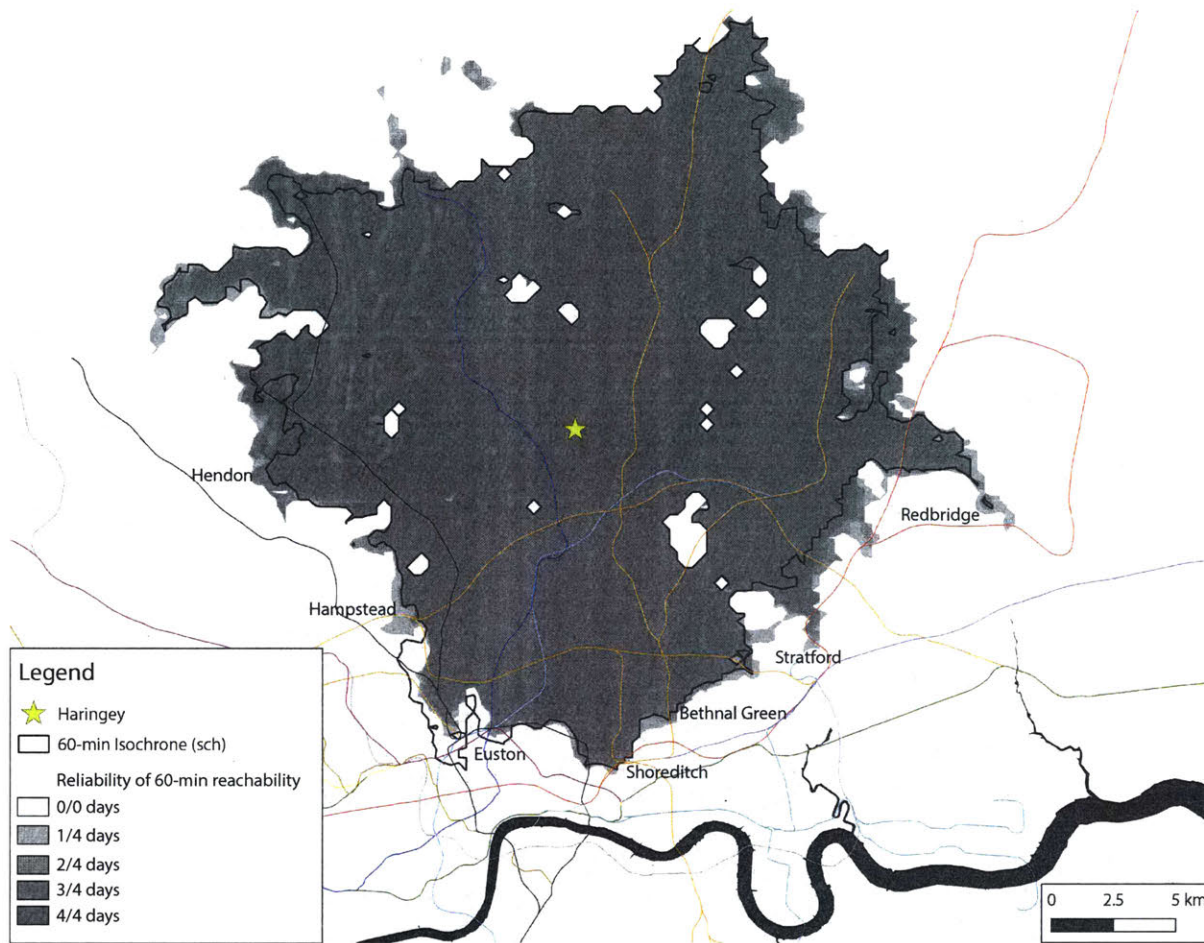 Hendon
Redbridge
Hampstead
Stratford
Bethnal Green
Euston
Shoreditch
Legend
Haringey
60-min Isochrone (sch)
Reliability of 60-min reachability
0/0 days
1/4 days
2/4 days
3/4 days
4/4 days
0 2.5 5 km